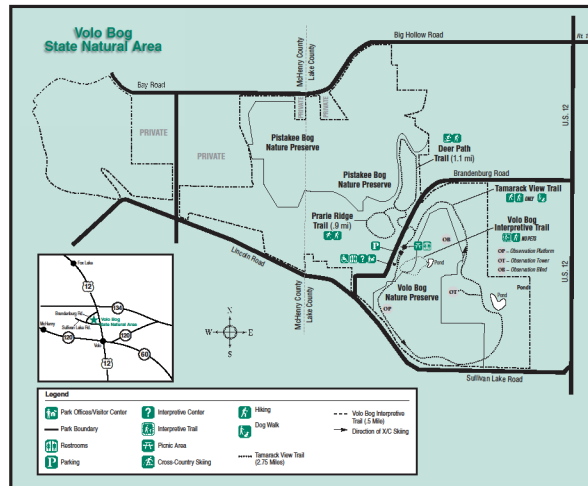 Volo Bog
State Natural Area
Big Hollow Road
McHenry County
Lake County
Bay Road
PRIVATE
PRIVATE
PRIVATE
PRIVATE
U.S. 12
Pistakee Bog
Nature Preserve
Deer Path
Trail (1.1 mi)
Pistakee Bog
Nature Preserve
Brandenburg Road
Tamarack View Trail
ONLY
Prarie Ridge
Trail (.9 mi)
Volo Bog
Interpretive Trail
NO PETS
OP – Observation Platform
OT – Observation Tower
OB – Observation Blind
OB
P
?
Lincoln Road
Pond
Volo Bog
Nature Preserve
Pond
OT
Pond
OP
U.S. 12
McHenry County
Lake County
N
W
E
S
Sullivan Lake Road
Fox Lake
12
134
Brandenburg Rd.
Volo Bog
State Natural Area
McHenry
Sullivan Lake Rd.
120
Volo
120
12
60
Legend
Park Offices/Visitor Center
Park Boundary
Restrooms
P Parking
? Interpretive Center
Interpretive Trail
Picnic Area
Cross-Country Skiing
Hiking
Dog Walk
Tamarack View Trail
(2.75 Miles)
Volo Bog Interpretive
Trail (.5 Mile)
Direction of X/C Skiing